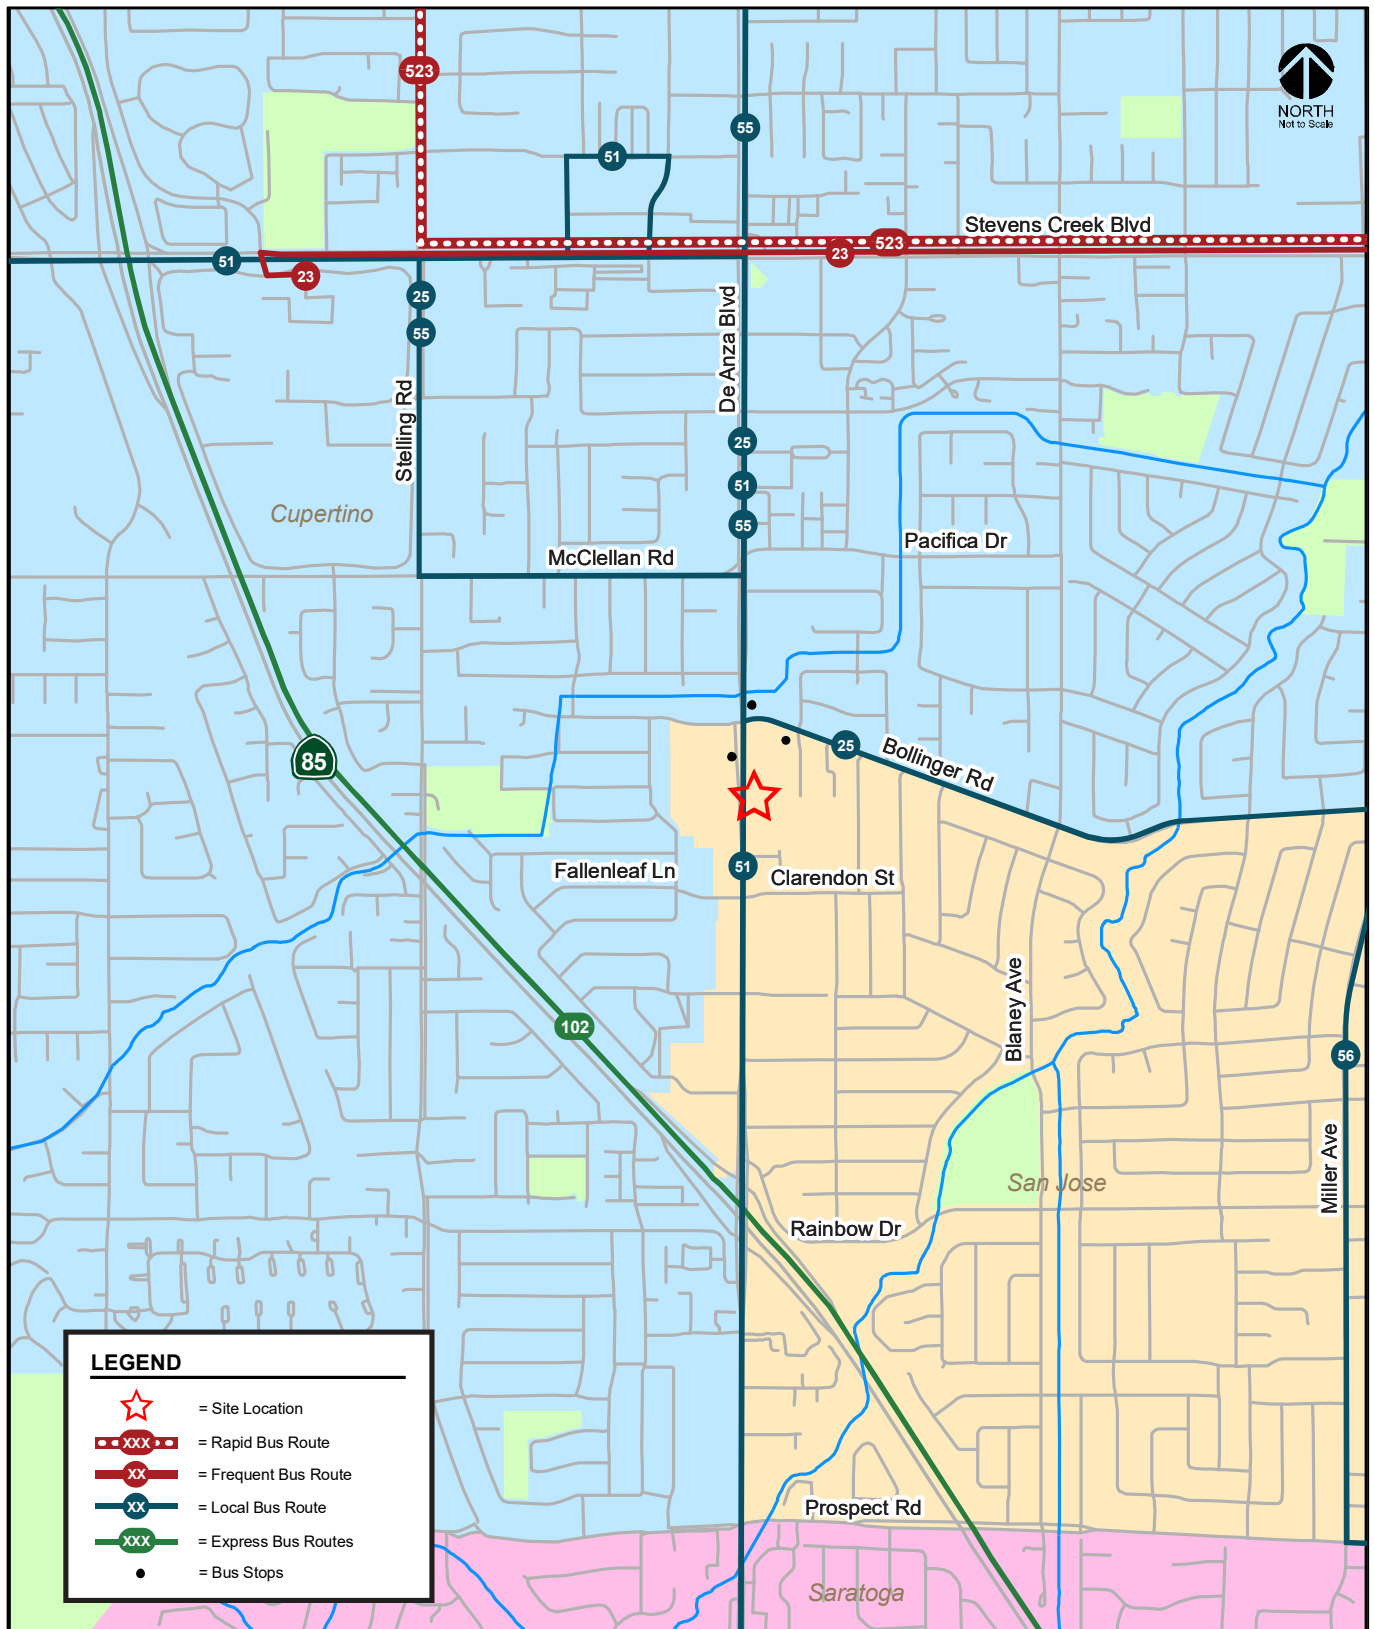 523
NORTH
Not to Scale
55
51
Stevens Creek Blvd
523
23
51
23
25
55
De Anza Blvd
Stelling Rd
25
51
55
Cupertino
Pacifica Dr
McClellan Rd
25
Bollinger Rd
85
51
Fallenleaf Ln
Clarendon St
Blaney Ave
102
56
Miller Ave
San Jose
Rainbow Dr
LEGEND
= Site Location
XXX = Rapid Bus Route
XX = Frequent Bus Route
XX = Local Bus Route
XXX = Express Bus Routes
= Bus Stops
Prospect Rd
Saratoga